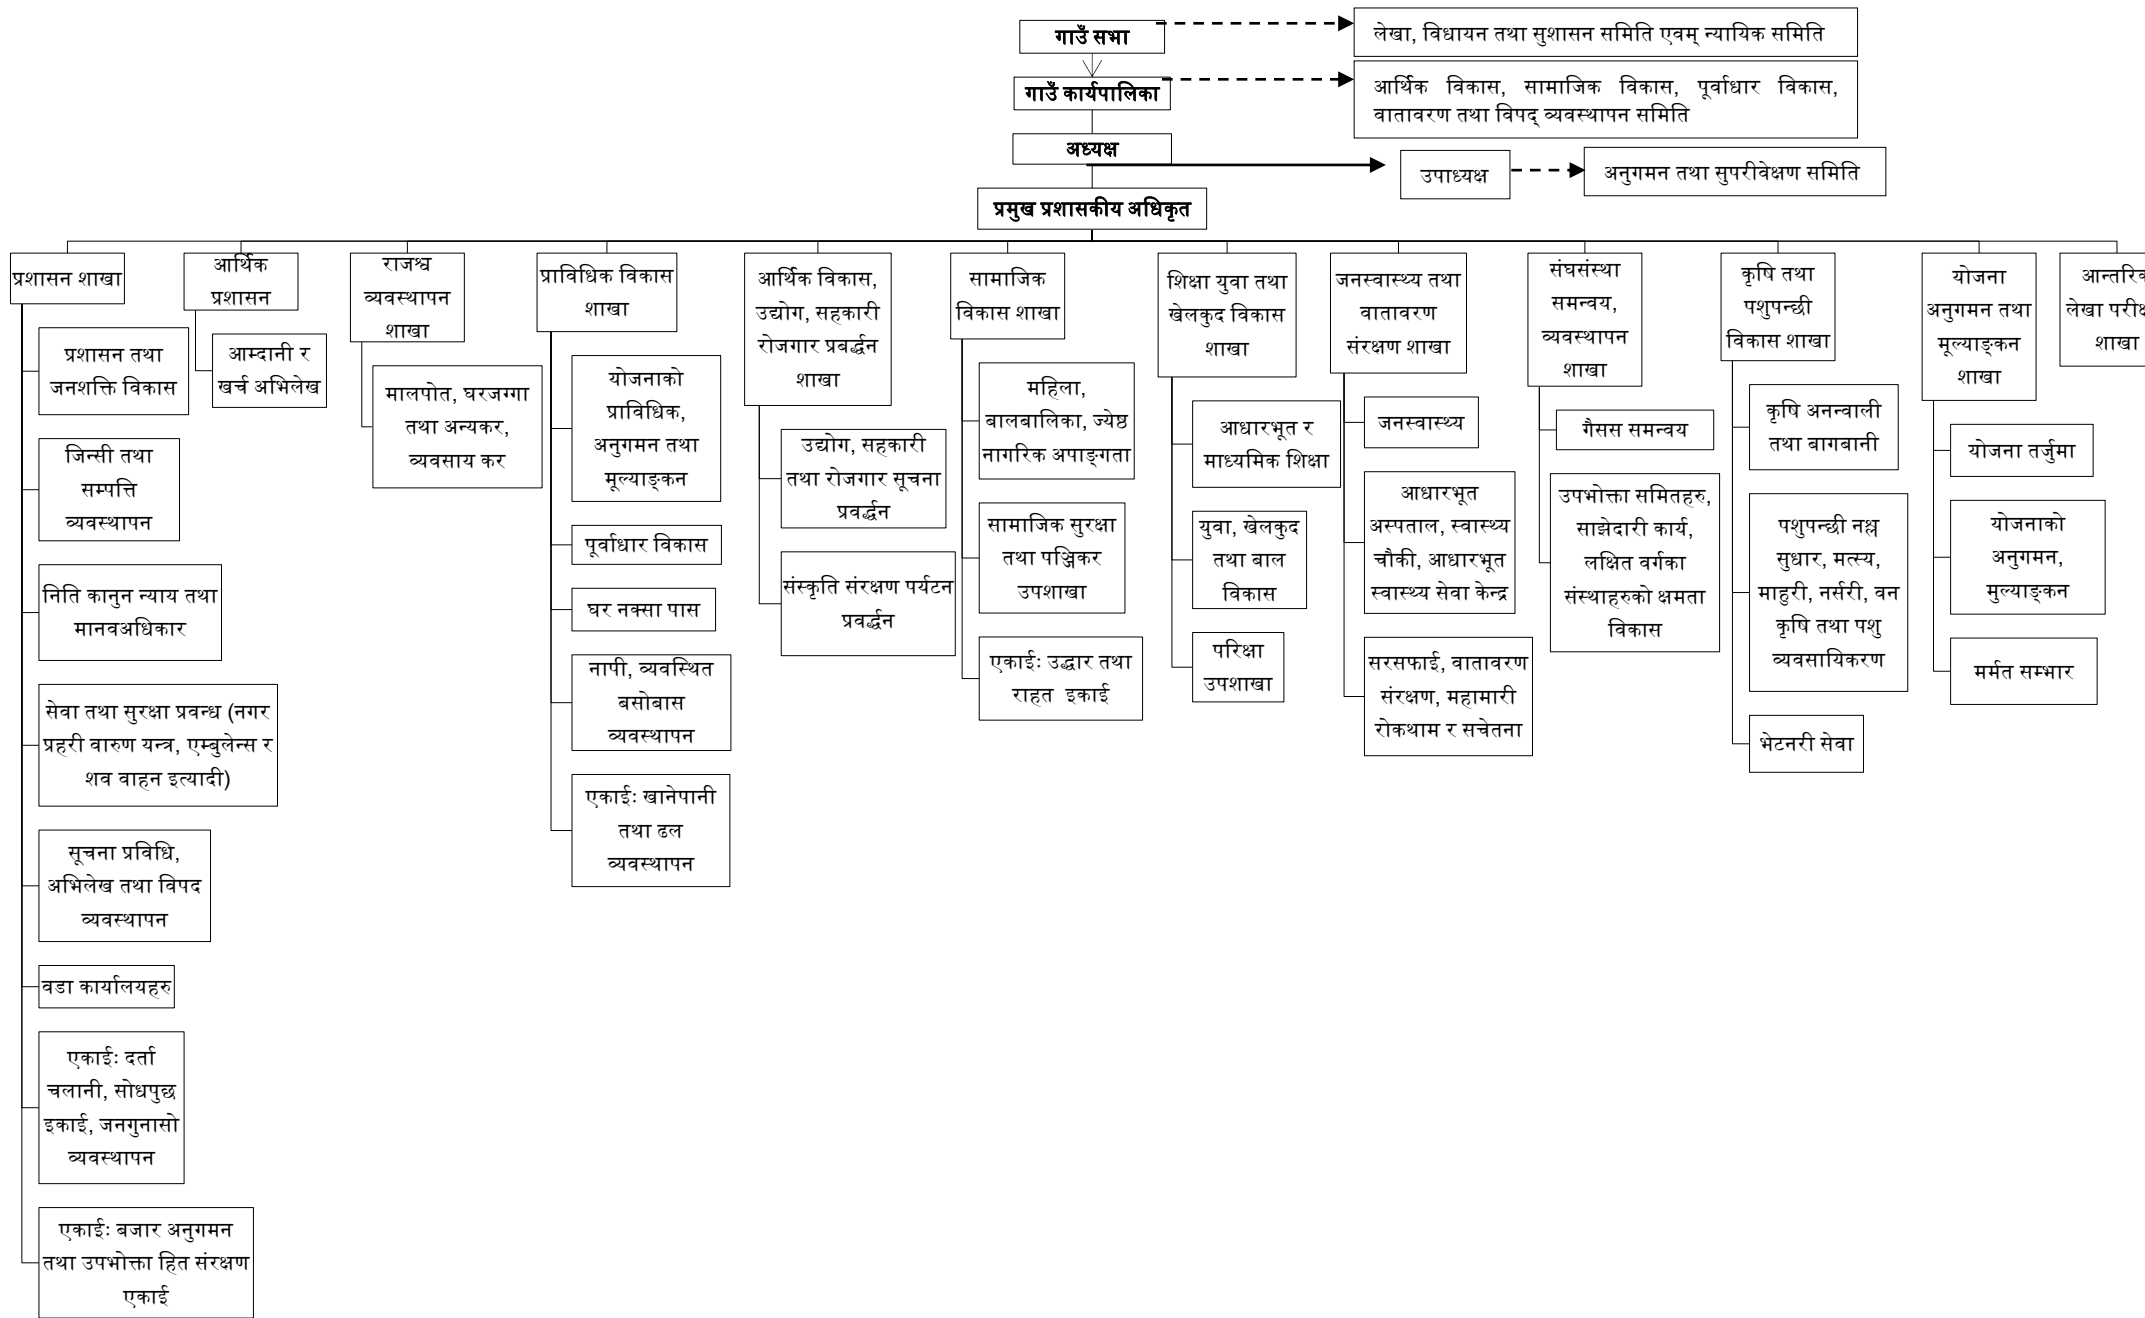 गाउँ सभा
लेखा, विधायन तथा सुशासन समिति एवम् न्यायिक समिति
गाउँ कार्यपालिका
आर्थिक विकास, सामाजिक विकास, पूर्वाधार विकास,
वातावरण तथा विपद् व्यवस्थापन समिति
अध्यक्ष
उपाध्यक्ष
अनुगमन तथा सुपरीवेक्षण समिति
प्रमुख प्रशासकीय अधिकृत
प्रशासन शाखा
प्रशासन तथा
जनशक्ति विकास
जिन्सी तथा
सम्पत्ति
व्यवस्थापन
निति कानुन न्याय तथा
मानवअधिकार
सेवा तथा सुरक्षा प्रवन्ध (नगर
प्रहरी वारुण यन्त्र, एम्बुलेन्स र
शव वाहन इत्यादी)
सूचना प्रविधि,
अभिलेख तथा विपद
व्यवस्थापन
वडा कार्यालयहरु
एकाईः दर्ता
चलानी, सोधपुछ
इकाई, जनगुनासो
व्यवस्थापन
एकाईः बजार अनुगमन
तथा उपभोक्ता हित संरक्षण
एकाई
आर्थिक
प्रशासन
आम्दानी र
खर्च अभिलेख
राजश्व
व्यवस्थापन
शाखा
मालपोत, घरजग्गा
तथा अन्यकर,
व्यवसाय कर
प्राविधिक विकास
शाखा
योजनाको
प्राविधिक,
अनुगमन तथा
मूल्याङ्कन
पूर्वाधार विकास
घर नक्सा पास
नापी, व्यवस्थित
बसोबास
व्यवस्थापन
एकाईः खानेपानी
तथा ढल
व्यवस्थापन
आर्थिक विकास,
उद्योग, सहकारी
रोजगार प्रबर्द्धन
शाखा
उद्योग, सहकारी
तथा रोजगार सूचना
प्रवर्द्धन
संस्कृति संरक्षण पर्यटन
प्रवर्द्धन
सामाजिक
विकास शाखा
महिला,
बालबालिका, ज्येष्ठ
नागरिक अपाङ्गता
सामाजिक सुरक्षा
तथा पञ्जिकर
उपशाखा
एकाईः उद्धार तथा
राहत इकाई
शिक्षा युवा तथा
खेलकुद विकास
शाखा
आधारभूत र
माध्यमिक शिक्षा
युवा, खेलकुद
तथा बाल
विकास
परिक्षा
उपशाखा
जनस्वास्थ्य तथा
वातावरण
संरक्षण शाखा
जनस्वास्थ्य
आधारभूत
अस्पताल, स्वास्थ्य
चौकी, आधारभूत
स्वास्थ्य सेवा केन्द्र
सरसफाई, वातावरण
संरक्षण, महामारी
रोकथाम र सचेतना
संघसंस्था
समन्वय,
व्यवस्थापन
शाखा
गैसस समन्वय
उपभोक्ता समितहरु,
साझेदारी कार्य,
लक्षित वर्गका
संस्थाहरुको क्षमता
विकास
कृषि तथा
पशुपन्छी
विकास शाखा
कृषि अनन्वाली
तथा बागबानी
पशुपन्छी नश्ल
सुधार, मत्स्य,
माहुरी, नर्सरी, वन
कृषि तथा पशु
व्यवसायिकरण
भेटनरी सेवा
योजना
अनुगमन तथा
मूल्याङ्कन
शाखा
योजना तर्जुमा
योजनाको
अनुगमन,
मुल्याङ्कन
मर्मत सम्भार
आन्तरिक
लेखा
शाखा